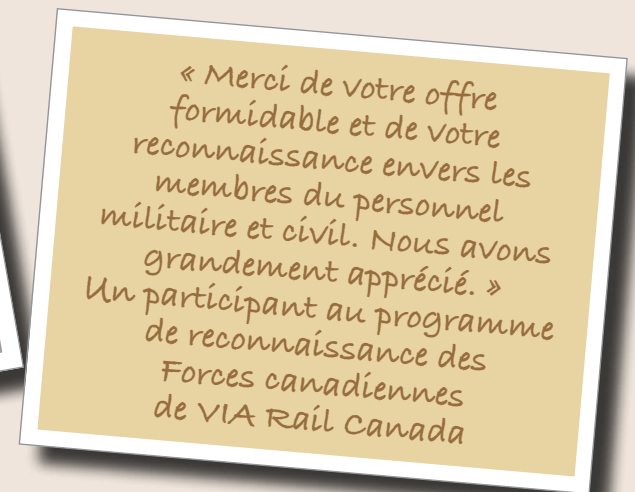 « Merci de votre offre
formidable et de votre
reconnaissance envers les
membres du personnel
militaire et civil. Nous avons
grandement apprécié. »
Un participant au programme
de reconnaissance des
Forces canadiennes
de VIA Rail Canada